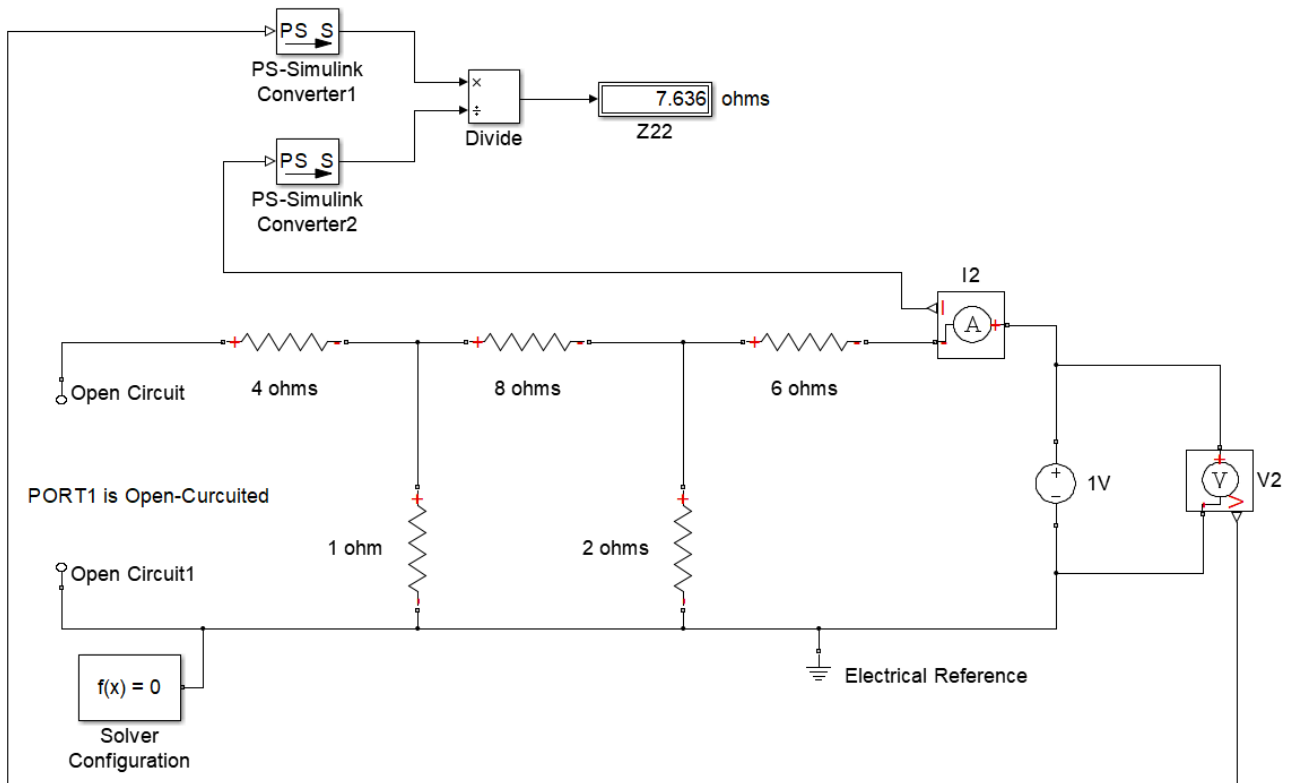 PS S
PS-Simulink
Converter1
×
÷
Divide
7.636
ohms
Z22
PS S
PS-Simulink
Converter2
I2
I
A
+
-
+
-
+
-
+
-
Open Circuit
4 ohms
8 ohms
6 ohms
PORT1 is Open-Curcuited
+
-
1 ohm
+
-
2 ohms
+
−
1V
+
V
-
V
V2
Open Circuit1
f(x) = 0
Solver
Configuration
Electrical Reference